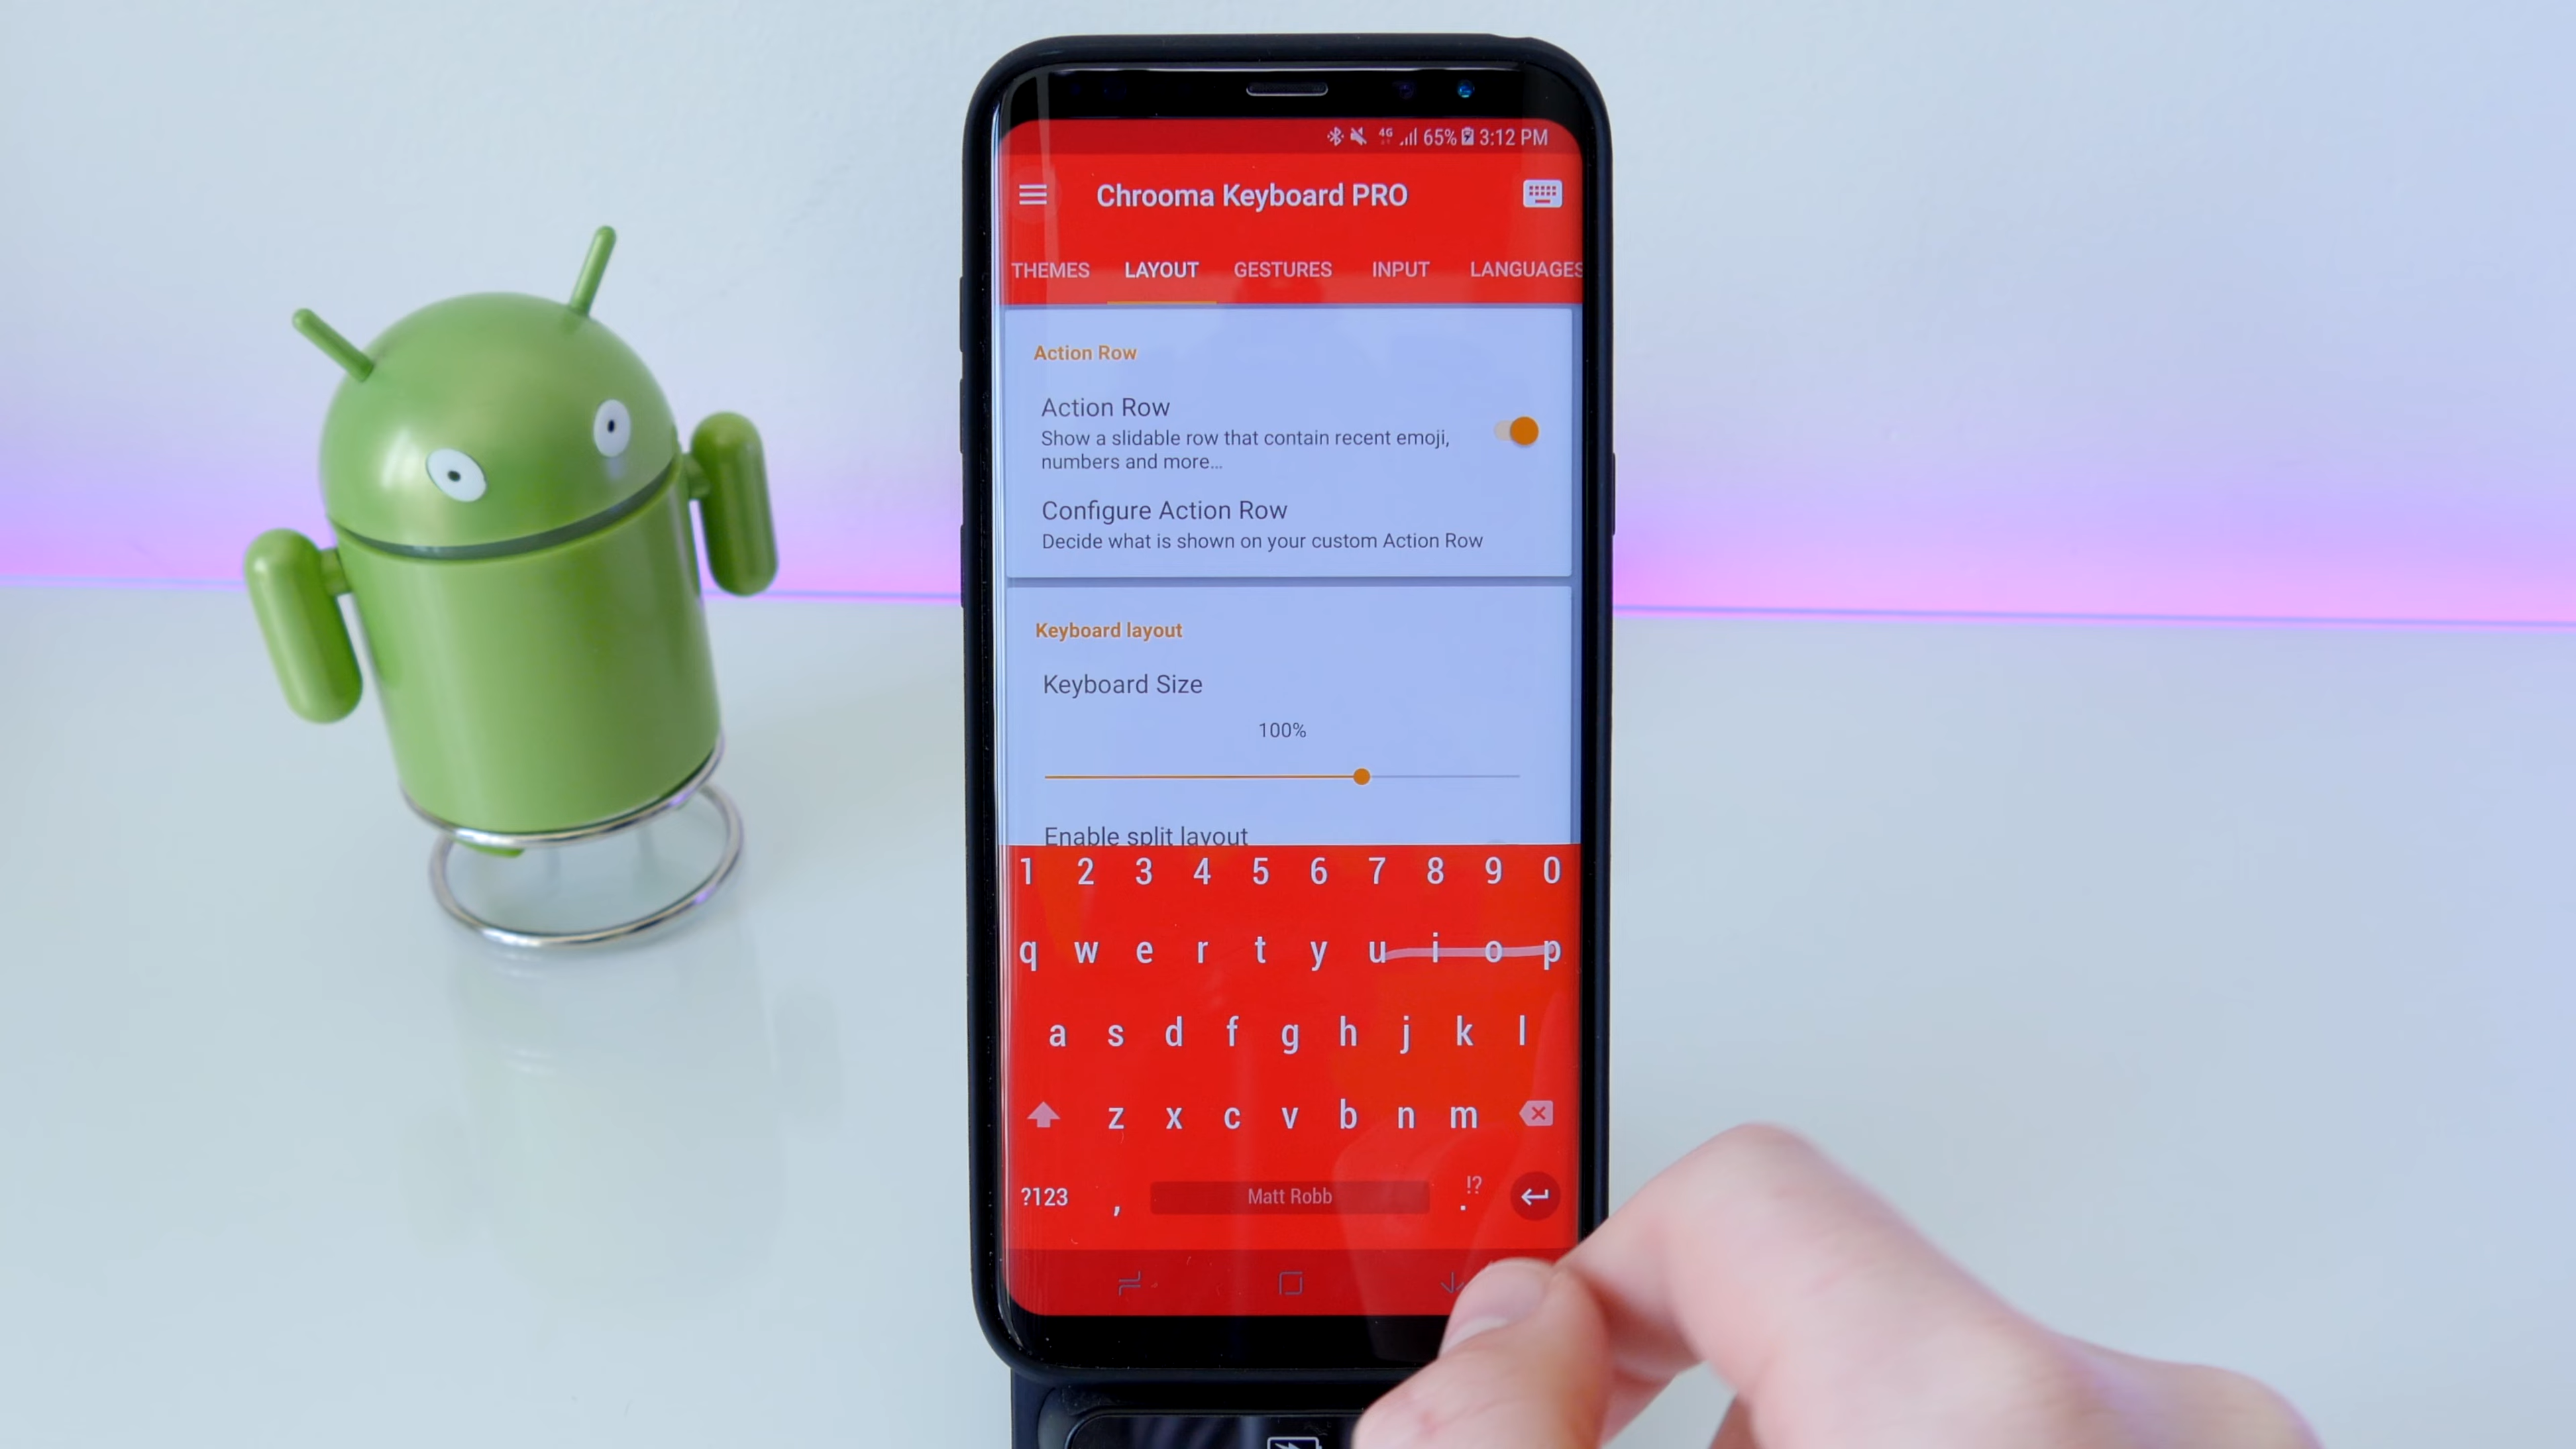 4G 65% 3:12 PM
Chrooma Keyboard PRO
THEMES LAYOUT GESTURES INPUT LANGUAGES
Action Row
Action Row
Show a slidable row that contain recent emoji,
numbers and more...
Configure Action Row
Decide what is shown on your custom Action Row
Keyboard layout
Keyboard Size
100%
Enable split layout
1 2 3 4 5 6 7 8 9 0
q w e r t y u i o p
a s d f g h j k l
z x c v b n m
?123 , Matt Robb . !?